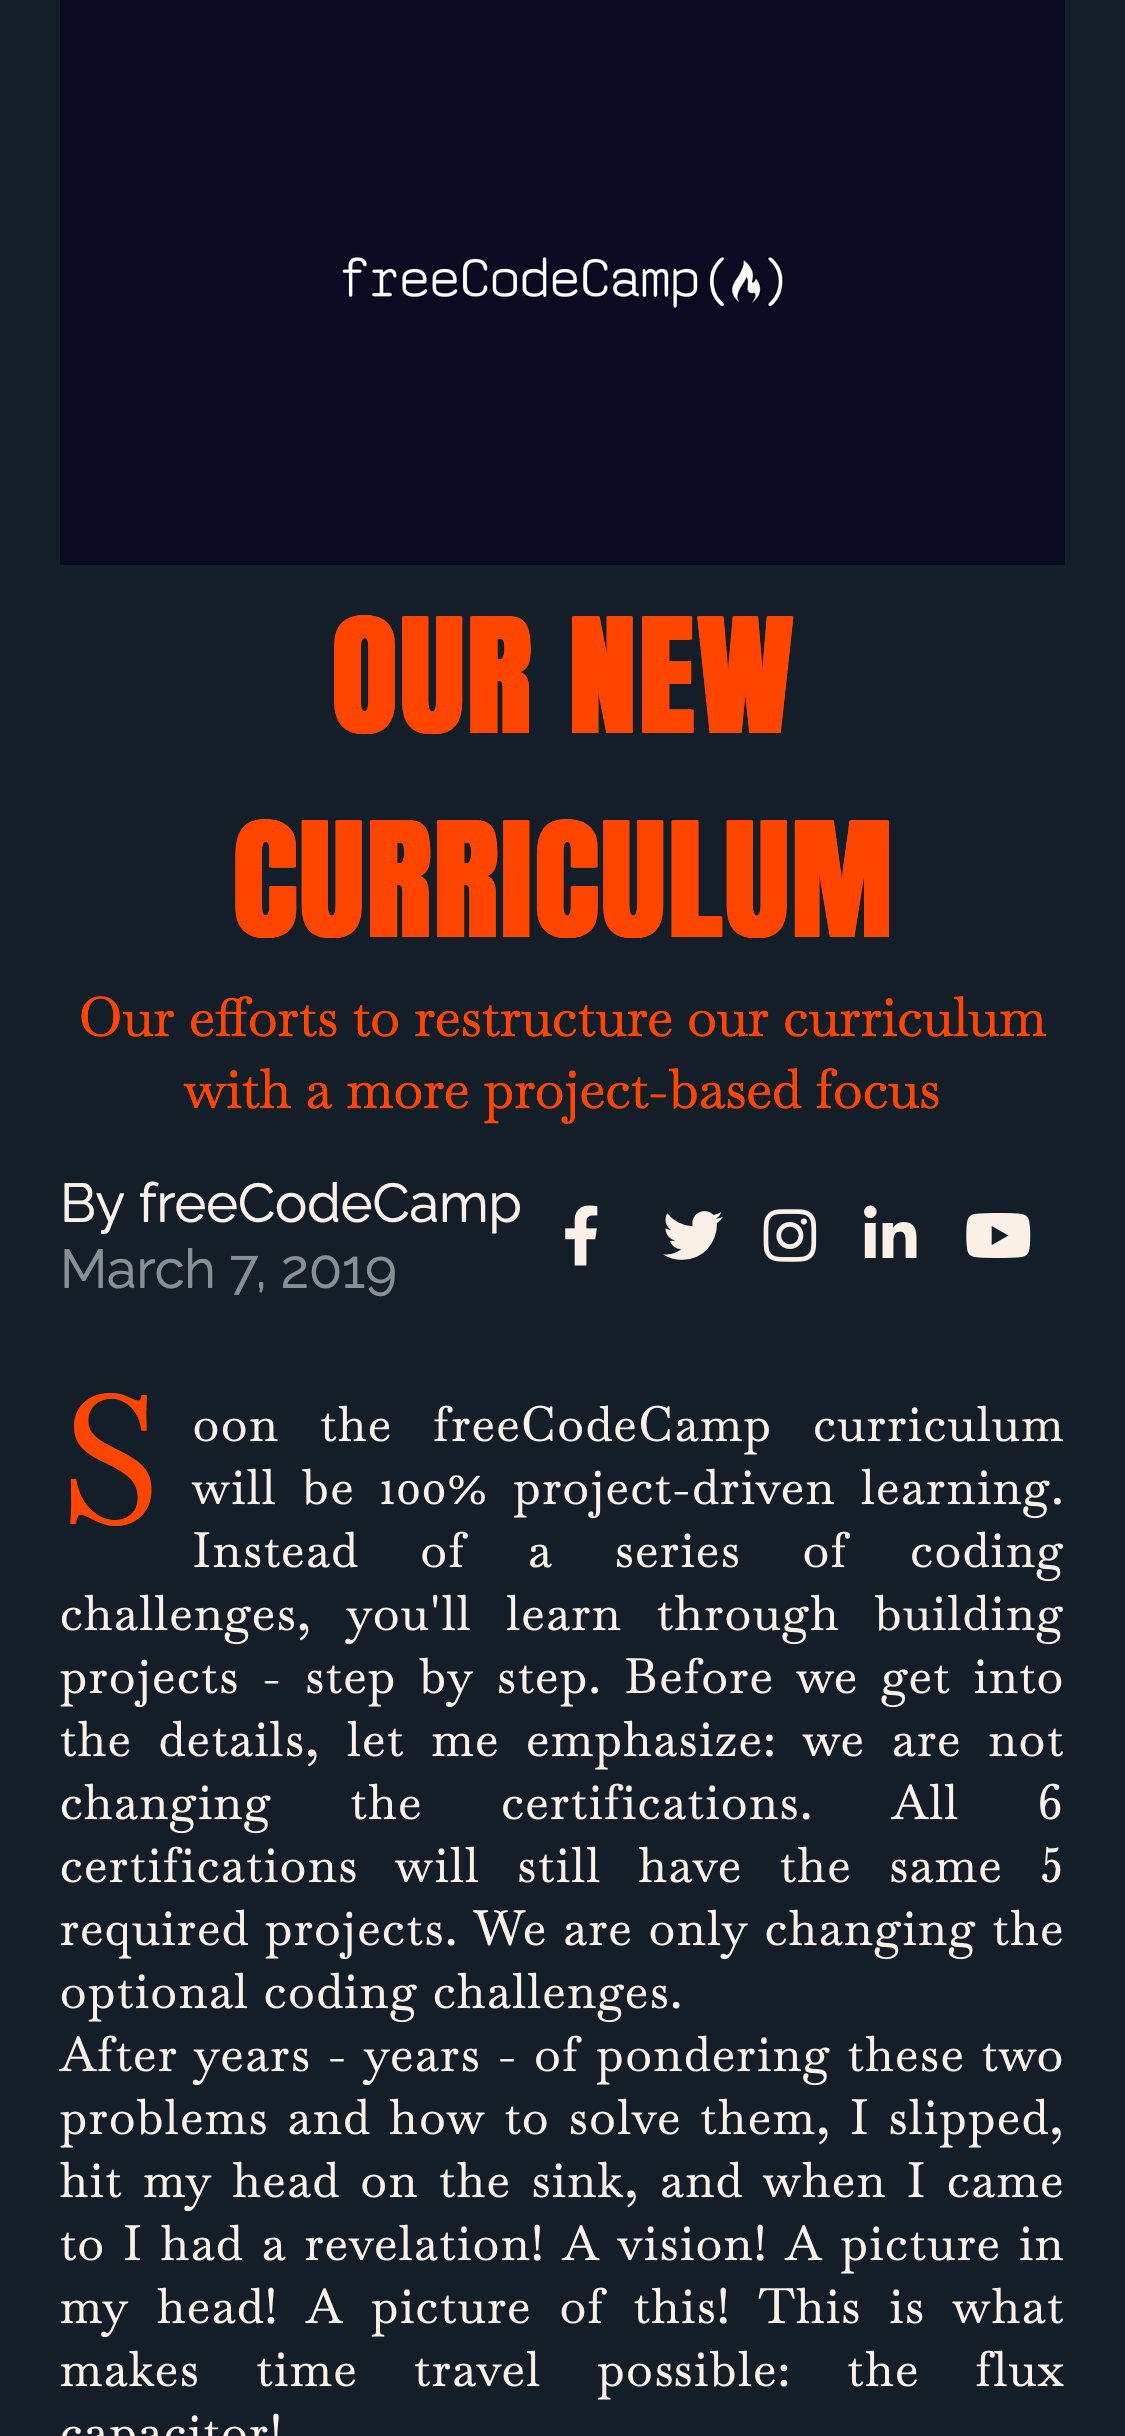 freeCodeCamp()
OUR NEW
CURRICULUM
Our efforts to restructure our curriculum
with a more project-based focus
By freeCodeCamp
March 7, 2019
Soon the freeCodeCamp curriculum
will be 100% project-driven learning.
Instead of a series of coding
challenges, you'll learn through building
projects - step by step. Before we get into
the details, let me emphasize: we are not
changing the certifications. All 6
certifications will still have the same 5
required projects. We are only changing the
optional coding challenges.
After years - years - of pondering these two
problems and how to solve them, I slipped,
hit my head on the sink, and when I came
to I had a revelation! A vision! A picture in
my head! A picture of this! This is what
makes time travel possible: the flux
capacitor!